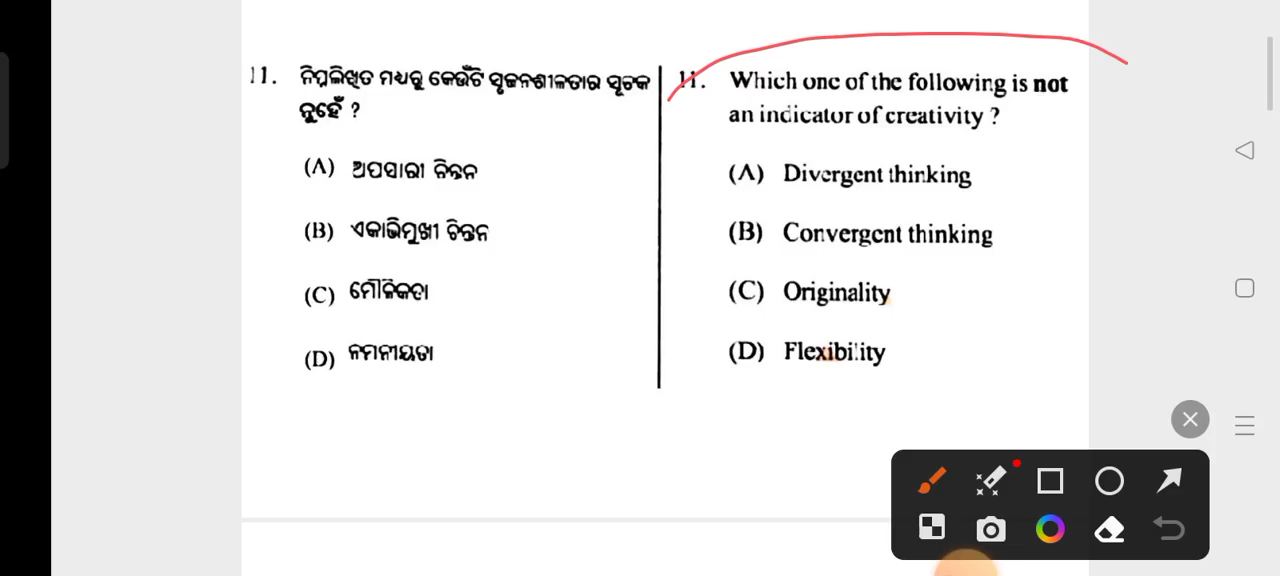 11. ନିମ୍ନଲିଖିତ ମଧ୍ୟରୁ କେଉଁଟି ସୃଜନଶୀଳତାର ସୂଚକ
ନୁହେଁ ?
(A) ଅପସାରୀ ଚିନ୍ତନ
(B) ଏକାଭିମୁଖୀ ଚିନ୍ତନ
(C) ମୌଳିକତା
(D) ନମନୀୟତା
11. Which one of the following is not
an indicator of creativity ?
(A) Divergent thinking
(B) Convergent thinking
(C) Originality
(D) Flexibility